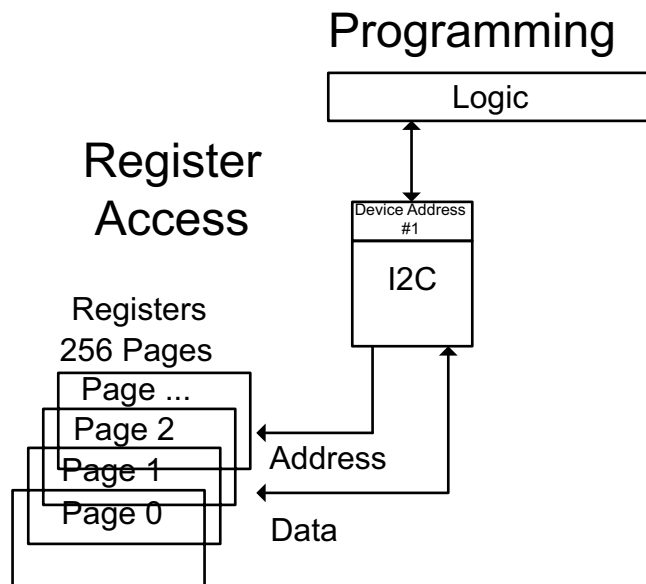 Programming
Logic
Register
Access
Device Address
#1
I2C
Registers
256 Pages
Page ...
Page 2
Page 1
Page 0
Address
Data